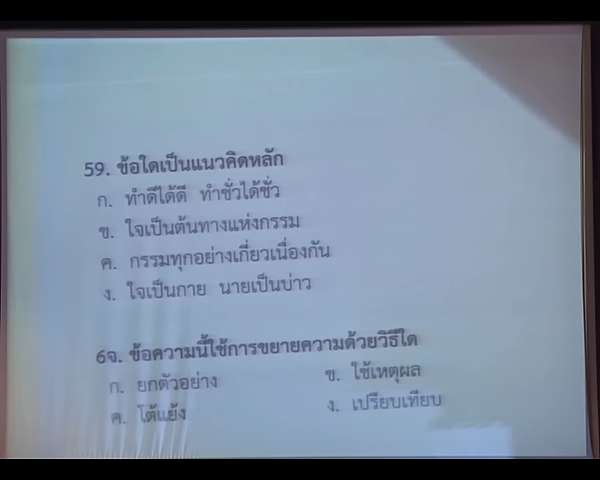 59. ข้อใดเป็นแนวคิดหลัก
ก. ทำดีได้ดี ทำชั่วได้ชั่ว
ข. ใจเป็นต้นทางแห่งกรรม
ค. กรรมทุกอย่างเกี่ยวเนื่องกัน
ง. ใจเป็นกาย นายเป็นบ่าว
6จ. ข้อความนี้ใช้การขยายความด้วยวิธีใด
ก. ยกตัวอย่าง ข. ใช้เหตุผล
ค. โต้แย้ง ง. เปรียบเทียบ